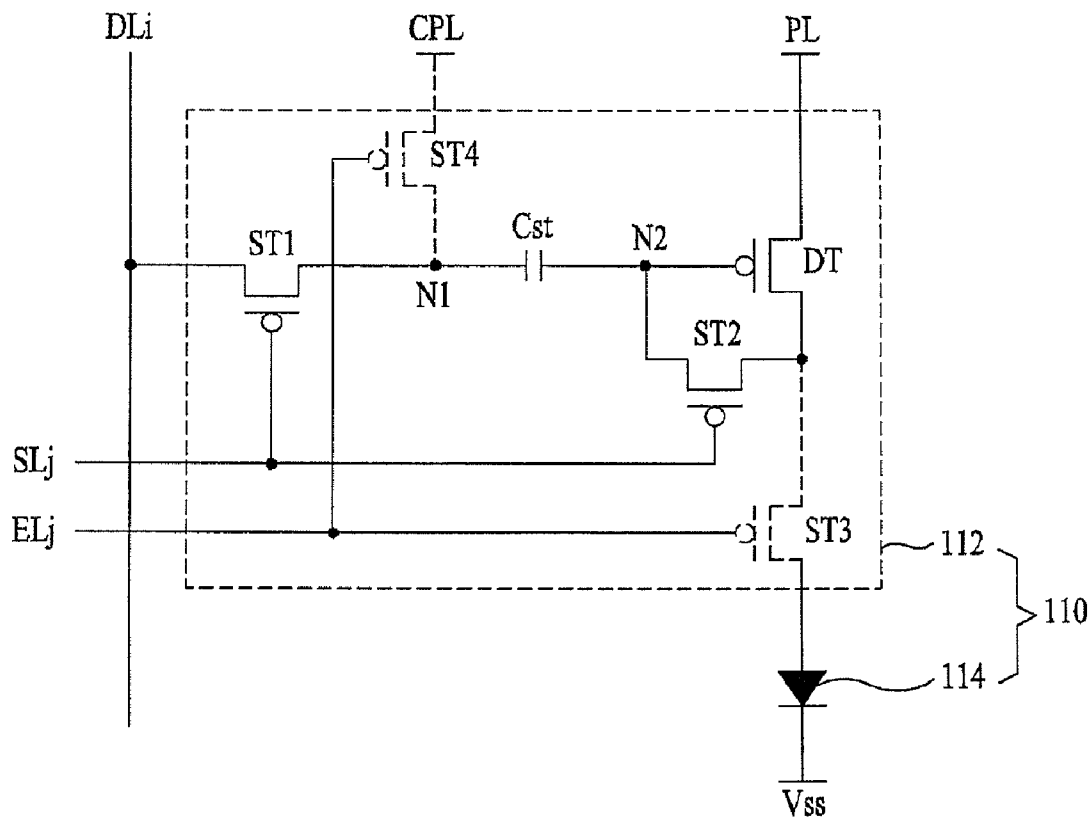 DLi
CPL
PL
ST4
ST1
Cst
N2
DT
N1
ST2
SLj
ELj
ST3
112
110
114
Vss